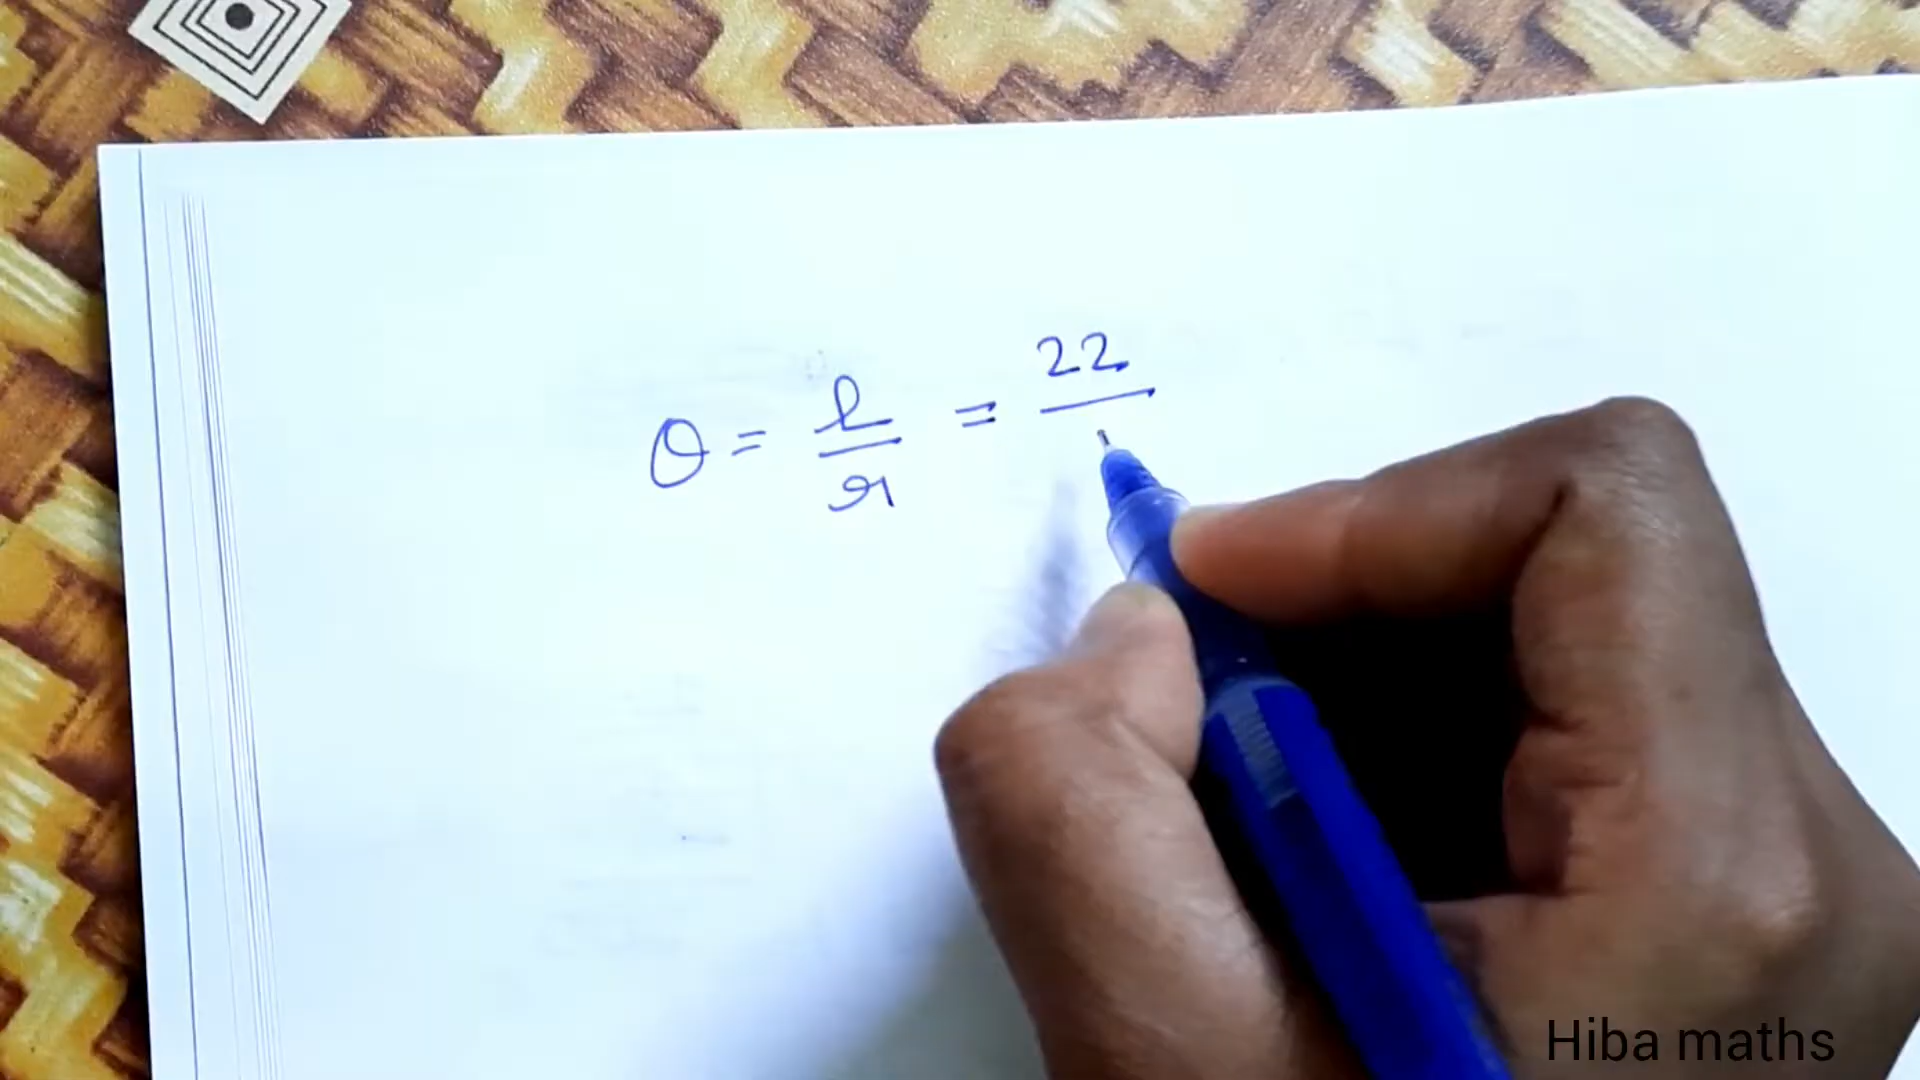 θ = l/r = 22/
Hiba maths